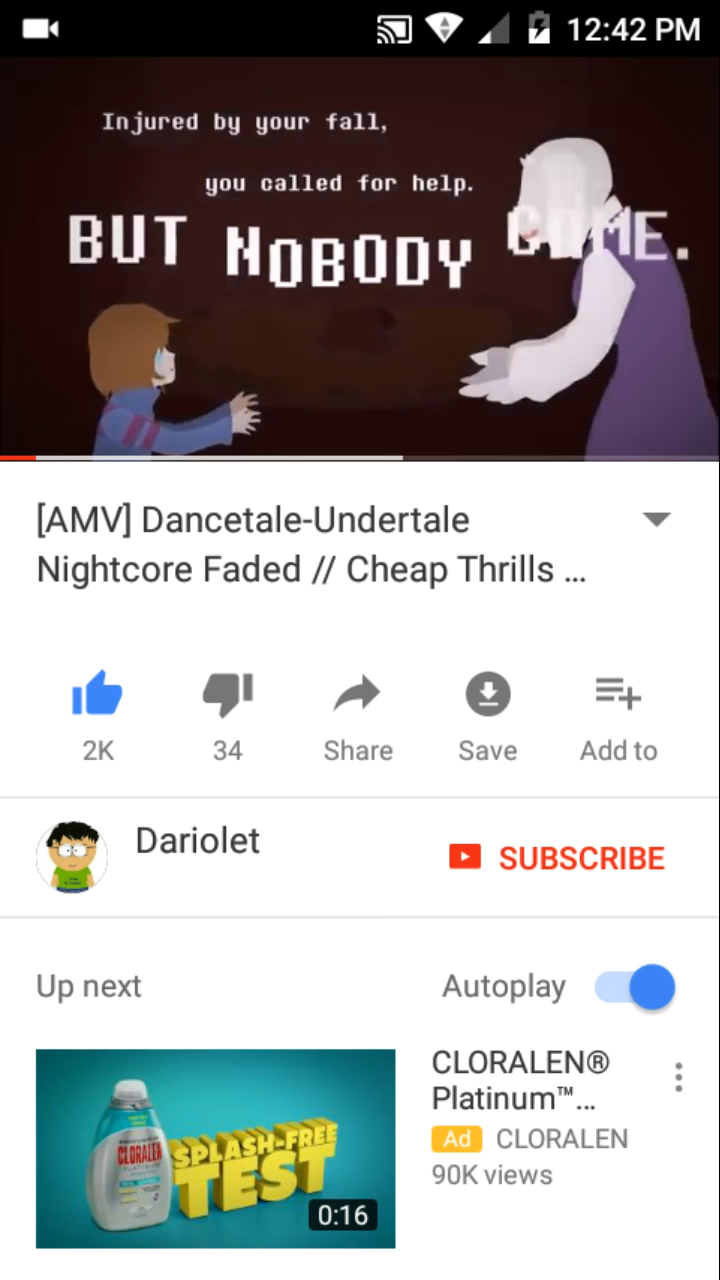 12:42 PM
Injured by your fall,
you called for help.
BUT NOBODY COME.
[AMV] Dancetale-Undertale
Nightcore Faded // Cheap Thrills ...
2K
34
Share
Save
Add to
Dariolet
SUBSCRIBE
Up next
Autoplay
CLORALEN®
Platinum™...
Ad CLORALEN
90K views
CLORALEN
PLATINUM
SPLASH-FREE
TEST
0:16